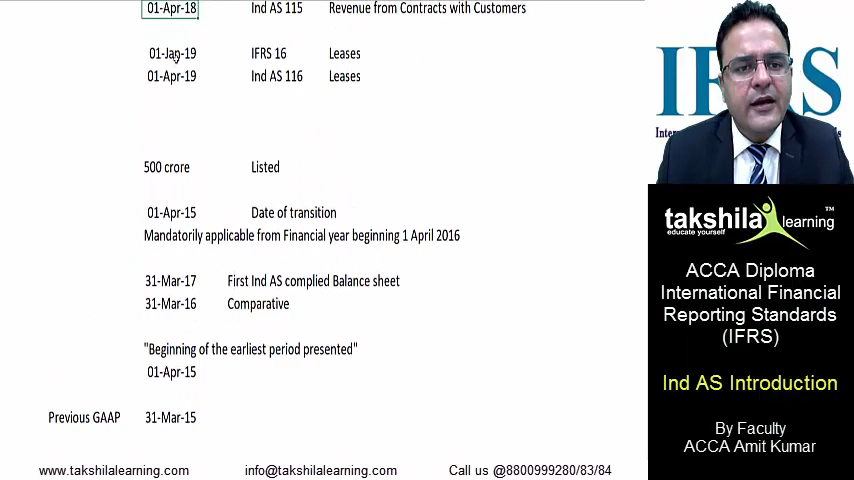 01-Apr-18 Ind AS 115 Revenue from Contracts with Customers
01-Jan-19 IFRS 16 Leases
01-Apr-19 Ind AS 116 Leases
500 crore Listed
01-Apr-15 Date of transition
Mandatorily applicable from Financial year beginning 1 April 2016
31-Mar-17 First Ind AS complied Balance sheet
31-Mar-16 Comparative
"Beginning of the earliest period presented"
01-Apr-15
Previous GAAP 31-Mar-15
www.takshilalearning.com info@takshilalearning.com Call us @8800999280/83/84
IFRS
takshila learning ™
educate yourself
ACCA Diploma
International Financial
Reporting Standards
(IFRS)
Ind AS Introduction
By Faculty
ACCA Amit Kumar